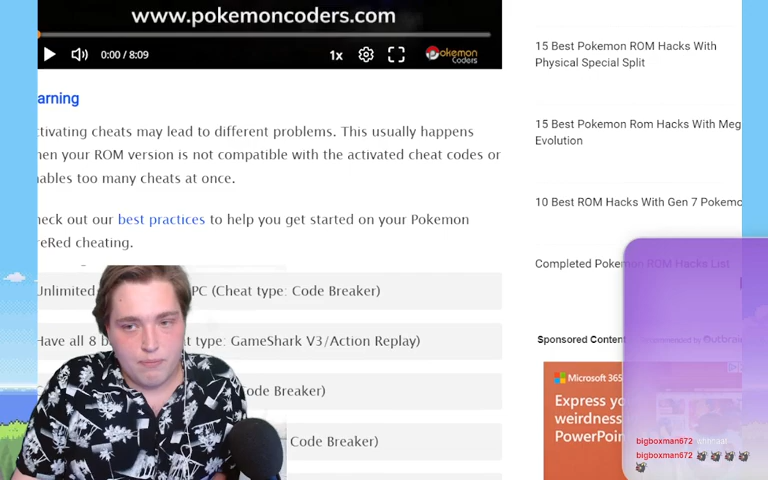 www.pokemoncoders.com
0:00 / 8:09
1x
Pokemon
Coders
arning
ctivating cheats may lead to different problems. This usually happens
hen your ROM version is not compatible with the activated cheat codes or
nables too many cheats at once.
heck out our best practices to help you get started on your Pokemon
reRed cheating.
Unlimited PC (Cheat type: Code Breaker)
Have all 8 b t type: GameShark V3/Action Replay)
ode Breaker)
Code Breaker)
15 Best Pokemon ROM Hacks With
Physical Special Split
15 Best Pokemon Rom Hacks With Meg
Evolution
10 Best ROM Hacks With Gen 7 Pokemo
Completed Pokemon ROM Hacks List
Sponsored Content
Outbrain
Microsoft 365
Express yo
weirdness
PowerPoin
bigboxman672
bigboxman672